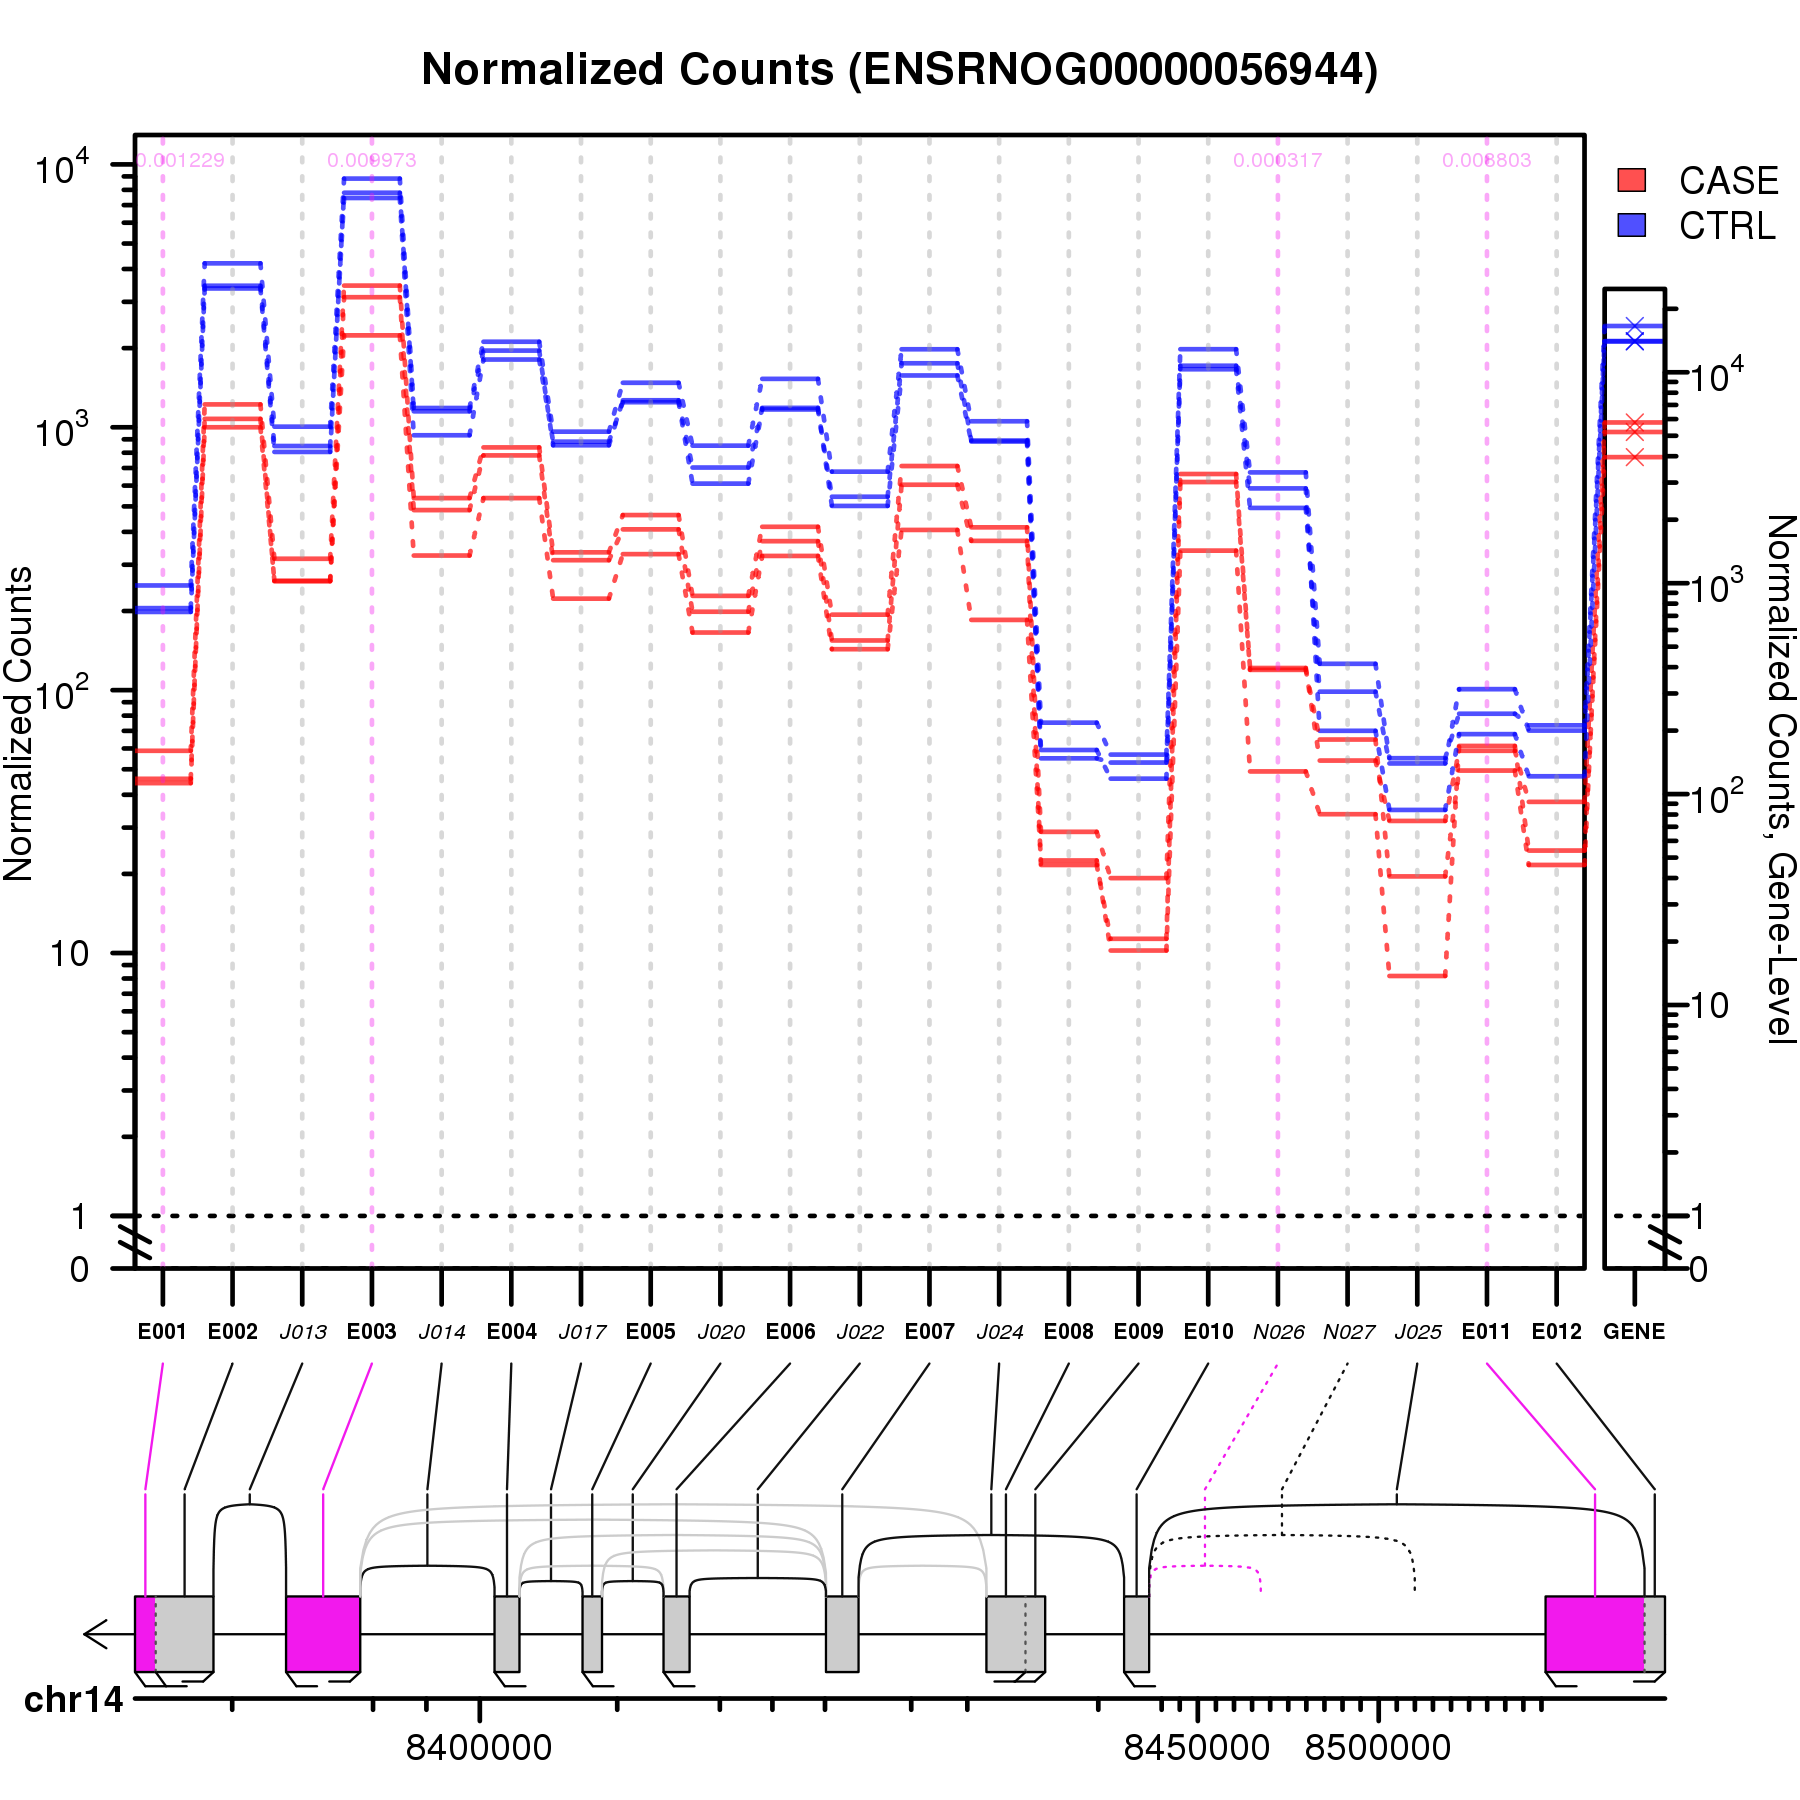 Normalized Counts (ENSRNOG00000056944)
0.001229 0.009973 0.000317 0.008803
CASE
CTRL
Normalized Counts
10^4
10^3
10^2
10
1
0
10^4
10^3
10^2
10
1
0
Normalized Counts, Gene-Level
E001 E002 J013 E003 J014 E004 J017 E005 J020 E006 J022 E007 J024 E008 E009 E010 N026 N027 J025 E011 E012 GENE
chr14
8400000 8450000 8500000